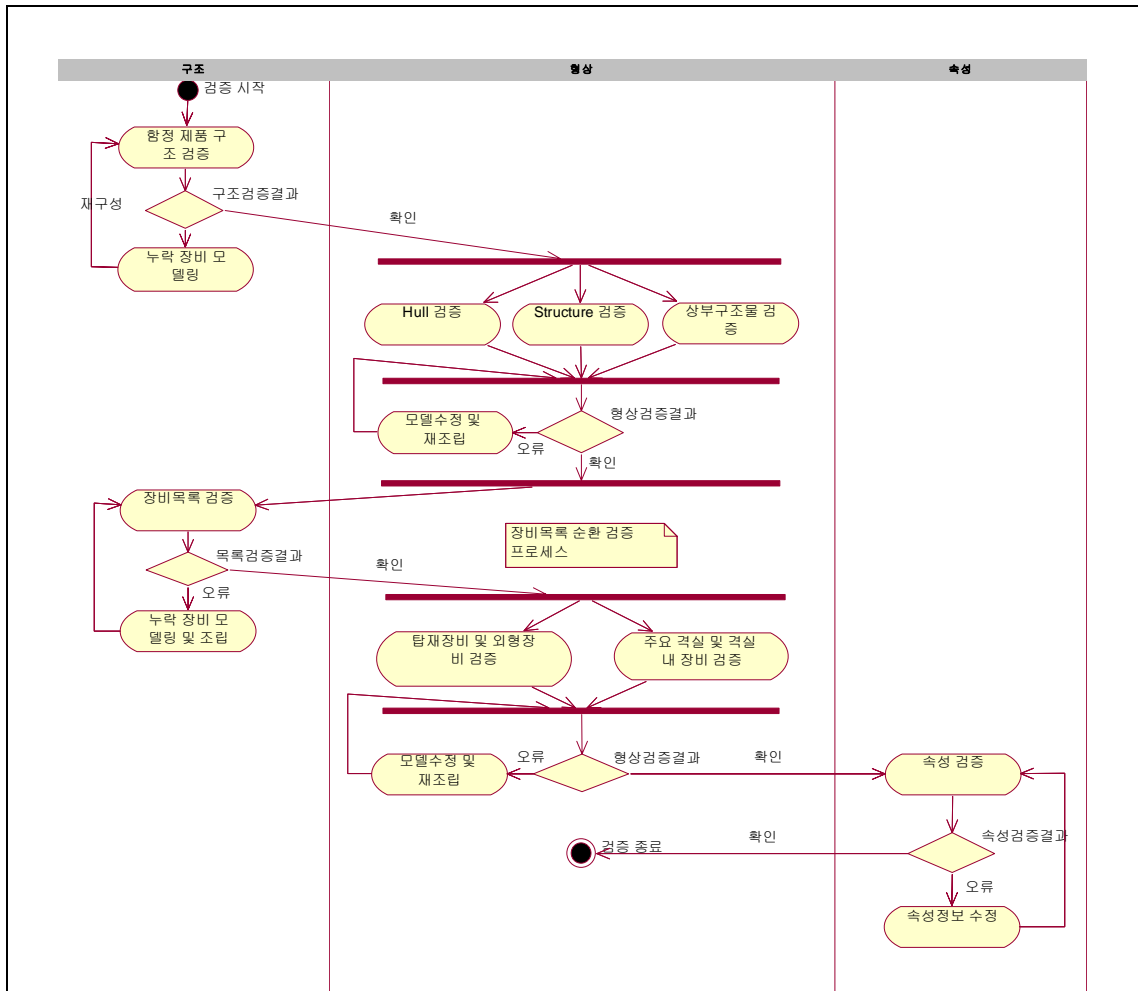 구조
형상
속성
검증 시작
함정 제품 구
조 검증
재구성
구조검증결과
확인
누락 장비 모
델링
Hull 검증
Structure 검증
상부구조물 검
증
모델수정 및
재조립
오류
형상검증결과
확인
장비목록 검증
장비목록 순환 검증
프로세스
목록검증결과
확인
오류
누락 장비 모
델링 및 조립
탑재장비 및 외형장
비 검증
주요 격실 및 격실
내 장비 검증
모델수정 및
재조립
오류
형상검증결과
확인
속성 검증
검증 종료
확인
속성검증결과
오류
속성정보 수정